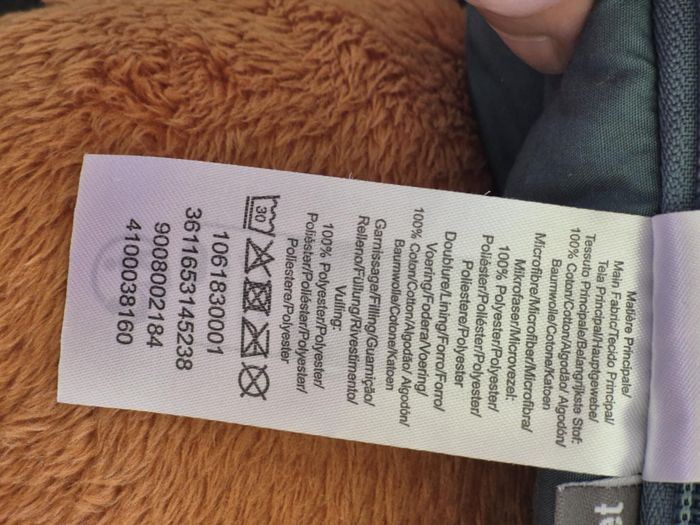 Matière Principale/
Main Fabric/Tecido Principal/
Tela Principal/Hauptgewebe/
Tessuto Principale/Belangrijkste Stof:
100% Coton/Cotton/Algodão/ Algodón/
Baumwolle/Cotone/Katoen
Microfibre/Microfiber/Microfibra/
Mikrofaser/Microvezel:
100% Polyester/Polyester/
Poliéster/Poliéster/Polyester/
Poliestere/Polyester
Doublure/Lining/Forro/Forro/
Voering/Fodera/Voering/
100% Coton/Cotton/Algodão/ Algodón/
Baumwolle/Cotone/Katoen
Garnissage/Filling/Guarnição/
Relleno/Füllung/Rivestimento/
Vulling:
100% Polyester/Polyester/
Poliéster/Poliéster/Polyester/
Poliestere/Polyester
30
1061830001
3611653145238
9008002184
4100038160
t